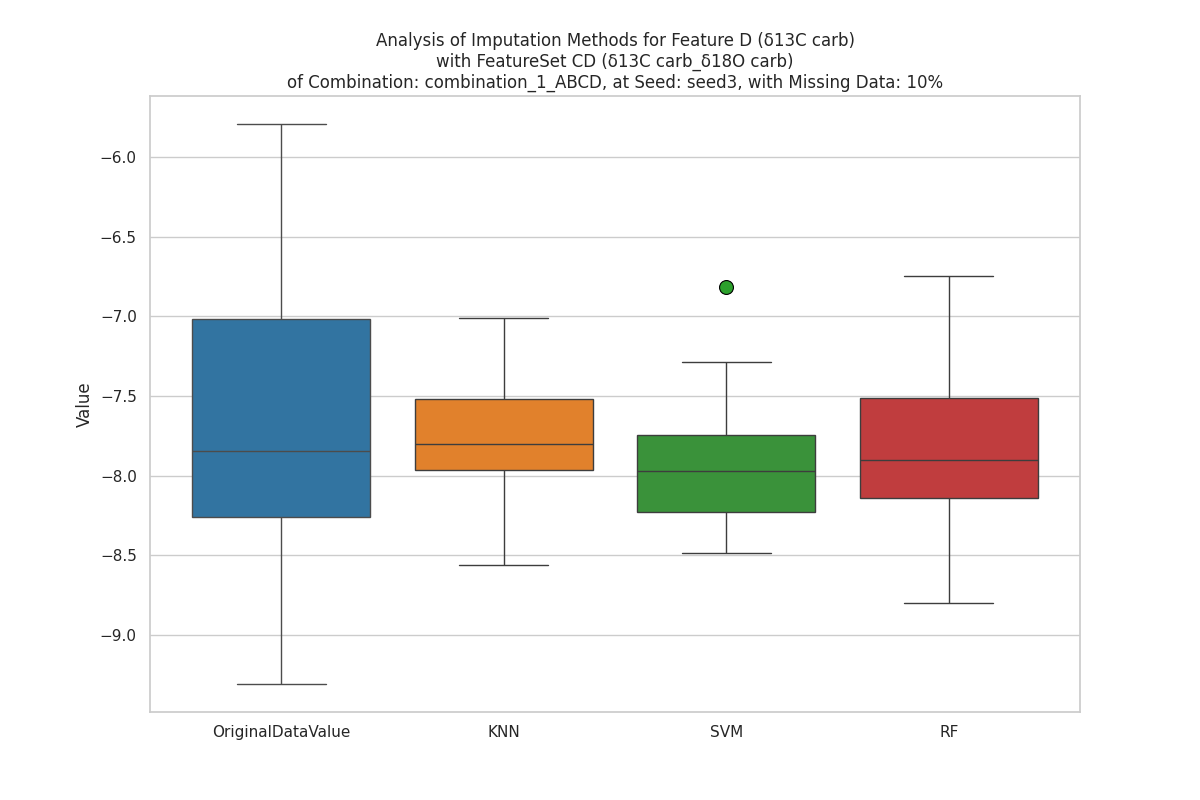 Analysis of Imputation Methods for Feature D (δ13C carb)
with FeatureSet CD (δ13C carb_δ18O carb)
of Combination: combination_1_ABCD, at Seed: seed3, with Missing Data: 10%
Value
−6.0
−6.5
−7.0
−7.5
−8.0
−8.5
−9.0
OriginalDataValue
KNN
SVM
RF